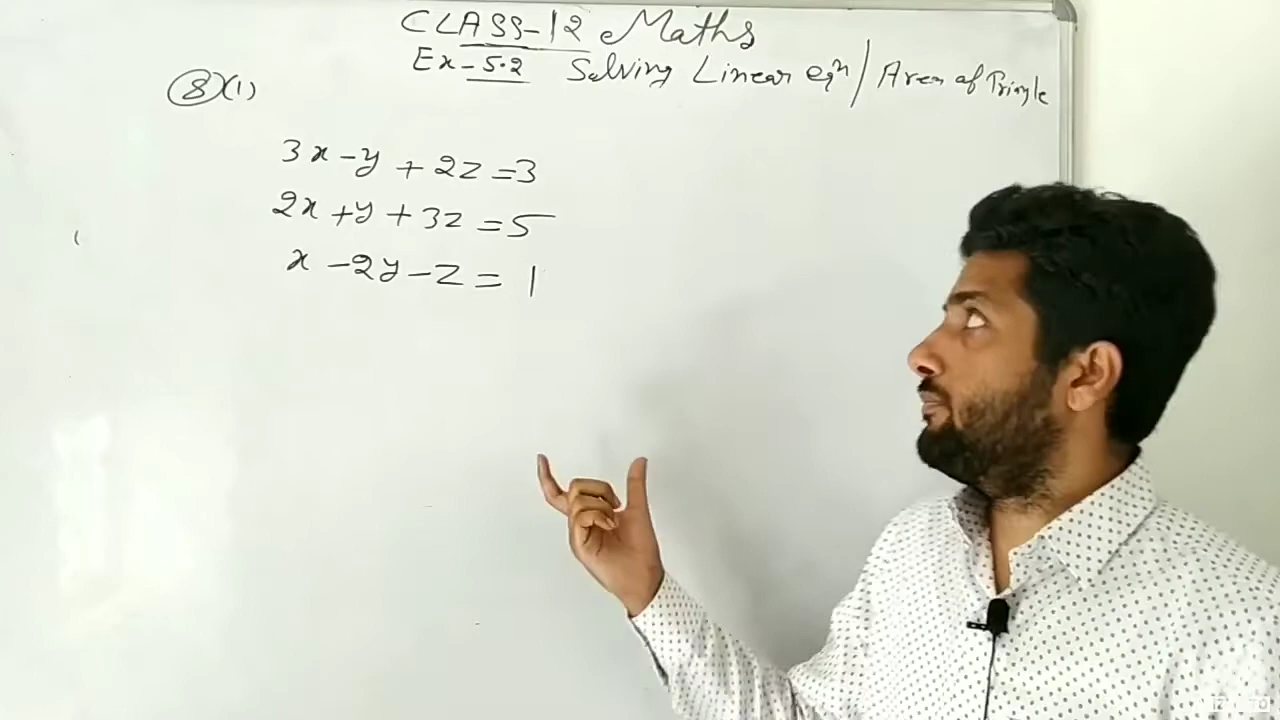 CLASS-12 Maths
Ex-5.2 Solving Linear eqn / Area of Tringle
8)(1)
3x - y + 2z = 3
2x + y + 3z = 5
x - 2y - z = 1